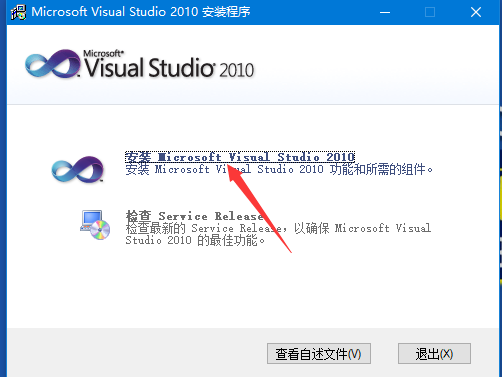 Microsoft Visual Studio 2010 安装程序
Microsoft®
Visual Studio® 2010
安装 Microsoft Visual Studio 2010
安装 Microsoft Visual Studio 2010 功能和所需的组件。
检查 Service Release
检查最新的 Service Release，以确保 Microsoft Visual
Studio 2010 的最佳功能。
查看自述文件(V)
退出(X)